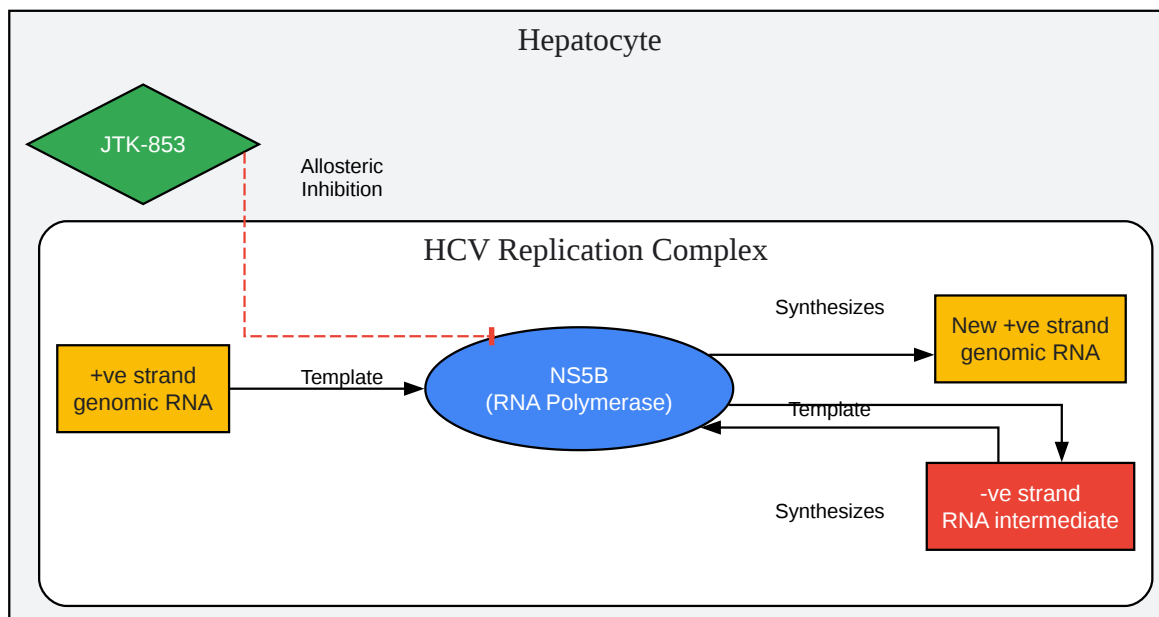 Hepatocyte
JTK-853
Allosteric
Inhibition
HCV Replication Complex
Synthesizes
New +ve strand
genomic RNA
+ve strand
genomic RNA
Template
NS5B
(RNA Polymerase)
Template
Synthesizes
-ve strand
RNA intermediate